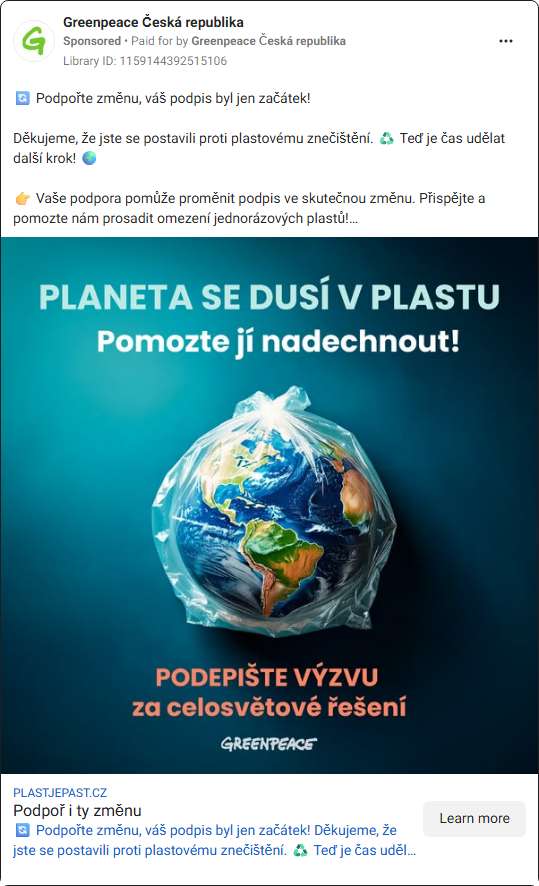 Greenpeace Česká republika
Sponsored • Paid for by Greenpeace Česká republika
Library ID: 1159144392515106
🔄 Podpořte změnu, váš podpis byl jen začátek!
Děkujeme, že jste se postavili proti plastovému znečištění. ♻️ Teď je čas udělat
další krok! 🌎
👉 Vaše podpora pomůže proměnit podpis ve skutečnou změnu. Přispějte a
pomozte nám prosadit omezení jednorázových plastů!...
PLANETA SE DUSÍ V PLASTU
Pomozte jí nadechnout!
PODEPIŠTE VÝZVU
za celosvětové řešení
GREENPEACE
PLASTJEPAST.CZ
Podpoř i ty změnu
🔄 Podpořte změnu, váš podpis byl jen začátek! Děkujeme, že
jste se postavili proti plastovému znečištění. ♻️ Teď je čas uděl...
Learn more